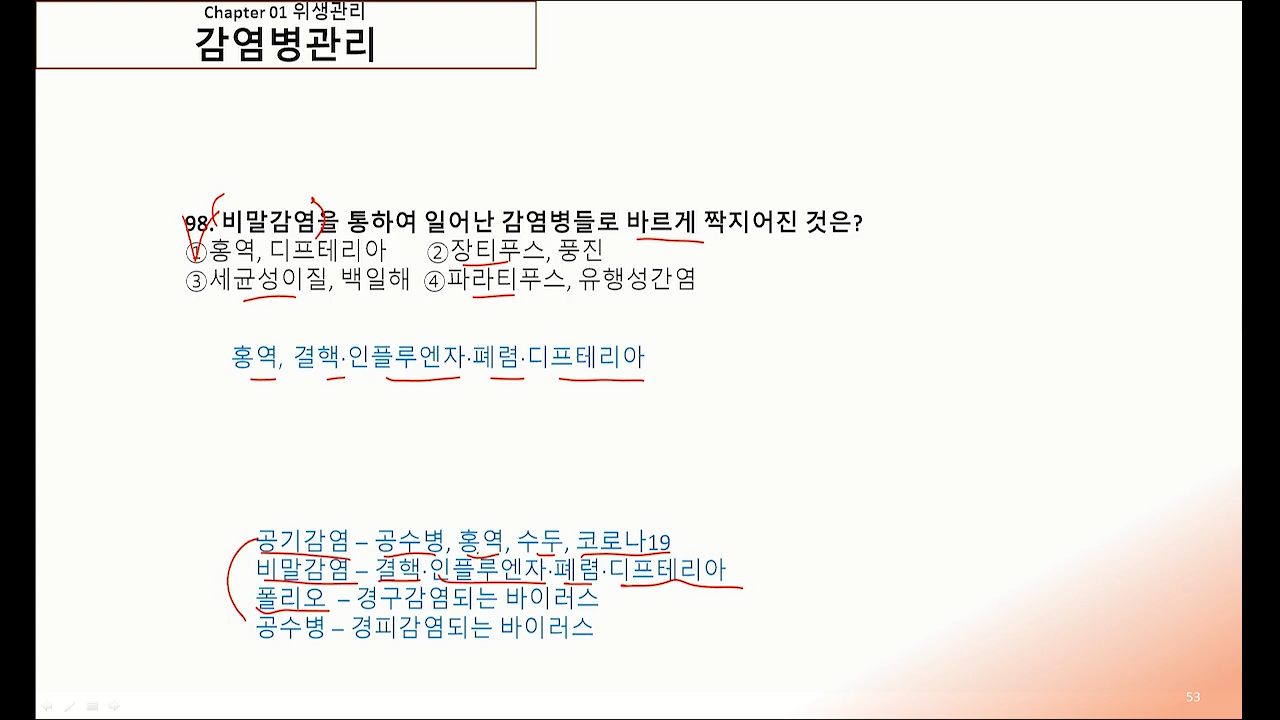 Chapter 01 위생관리
감염병관리
98. 비말감염을 통하여 일어난 감염병들로 바르게 짝지어진 것은?
①홍역, 디프테리아 ②장티푸스, 풍진
③세균성이질, 백일해 ④파라티푸스, 유행성간염
홍역, 결핵·인플루엔자·폐렴·디프테리아
공기감염 – 공수병, 홍역, 수두, 코로나19
비말감염 – 결핵·인플루엔자·폐렴·디프테리아
폴리오 – 경구감염되는 바이러스
공수병 – 경피감염되는 바이러스
53